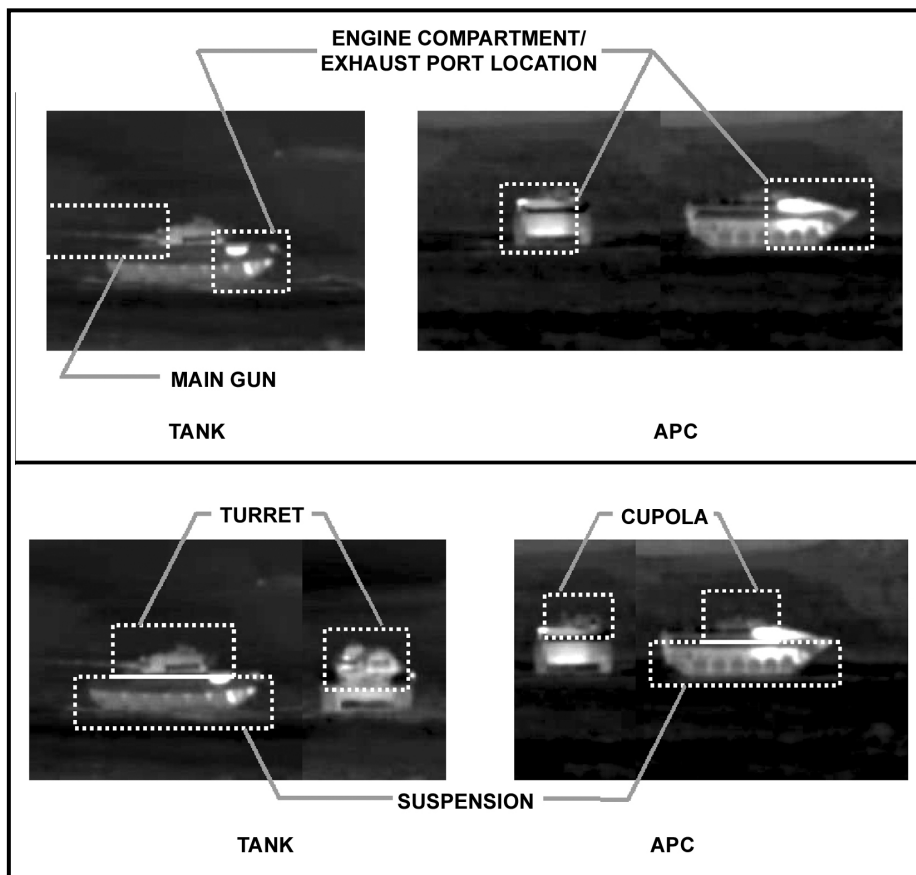 ENGINE COMPARTMENT/
EXHAUST PORT LOCATION
MAIN GUN
TANK
APC
TURRET
CUPOLA
SUSPENSION
TANK
APC